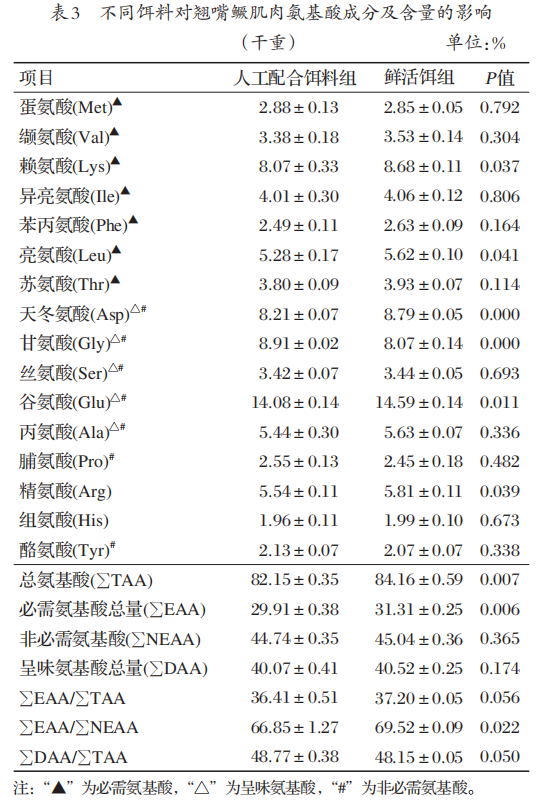 表3 不同饵料对翘嘴鳜肌肉氨基酸成分及含量的影响
（干重） 单位：%
项目 人工配合饵料组 鲜活饵组 P值
蛋氨酸(Met)▲ 2.88±0.13 2.85±0.05 0.792
缬氨酸(Val)▲ 3.38±0.18 3.53±0.14 0.304
赖氨酸(Lys)▲ 8.07±0.33 8.68±0.11 0.037
异亮氨酸(Ile)▲ 4.01±0.30 4.06±0.12 0.806
苯丙氨酸(Phe)▲ 2.49±0.11 2.63±0.09 0.164
亮氨酸(Leu)▲ 5.28±0.17 5.62±0.10 0.041
苏氨酸(Thr)▲ 3.80±0.09 3.93±0.07 0.114
天冬氨酸(Asp)△# 8.21±0.07 8.79±0.05 0.000
甘氨酸(Gly)△# 8.91±0.02 8.07±0.14 0.000
丝氨酸(Ser)△# 3.42±0.07 3.44±0.05 0.693
谷氨酸(Glu)△# 14.08±0.14 14.59±0.14 0.011
丙氨酸(Ala)△# 5.44±0.30 5.63±0.07 0.336
脯氨酸(Pro)# 2.55±0.13 2.45±0.18 0.482
精氨酸(Arg) 5.54±0.11 5.81±0.11 0.039
组氨酸(His) 1.96±0.11 1.99±0.10 0.673
酪氨酸(Tyr)# 2.13±0.07 2.07±0.07 0.338
总氨基酸(∑TAA) 82.15±0.35 84.16±0.59 0.007
必需氨基酸总量(∑EAA) 29.91±0.38 31.31±0.25 0.006
非必需氨基酸(∑NEAA) 44.74±0.35 45.04±0.36 0.365
呈味氨基酸总量(∑DAA) 40.07±0.41 40.52±0.25 0.174
∑EAA/∑TAA 36.41±0.51 37.20±0.05 0.056
∑EAA/∑NEAA 66.85±1.27 69.52±0.09 0.022
∑DAA/∑TAA 48.77±0.38 48.15±0.05 0.050
注：“▲”为必需氨基酸，“△”为呈味氨基酸，“#”为非必需氨基酸。